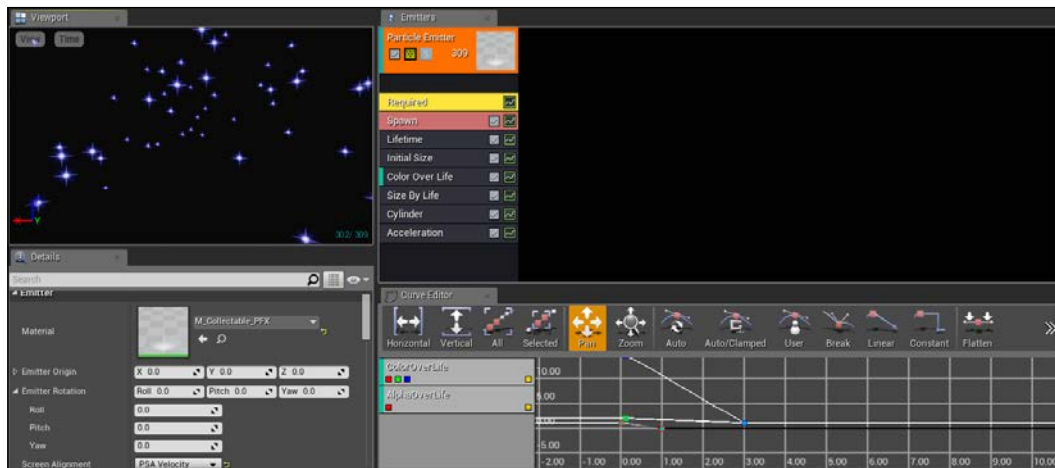 Viewport
View Time
302/ 309
Details
Search
Emitter
Material
M_Collectable_PFX
Emitter Origin X 0.0 Y 0.0 Z 0.0
Emitter Rotation Roll 0.0 Pitch 0.0 Yaw 0.0
Roll 0.0
Pitch 0.0
Yaw 0.0
Screen Alignment PSA Velocity
Emitters
Particle Emitter
309
Required
Spawn
Lifetime
Initial Size
Color Over Life
Size By Life
Cylinder
Acceleration
Curve Editor
Horizontal Vertical All Selected Pan Zoom Auto Auto/Clamped User Break Linear Constant Flatten
ColorOverLife
AlphaOverLife
10.00
5.00
0.00
-5.00
-2.00 -1.00 0.00 1.00 2.00 3.00 4.00 5.00 6.00 7.00 8.00 9.00 10.00